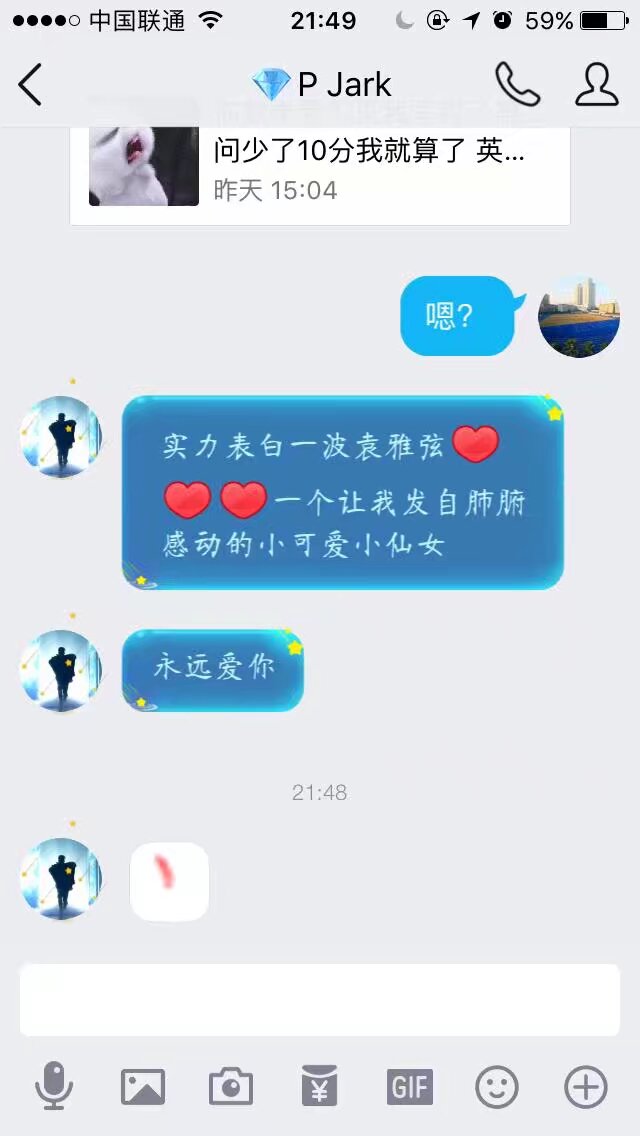 中国联通
21:49
59%
P Jark
问少了10分我就算了 英...
昨天 15:04
嗯?
实力表白一波袁雅弦❤
❤❤一个让我发自肺腑
感动的小可爱小仙女
永远爱你
21:48
GIF